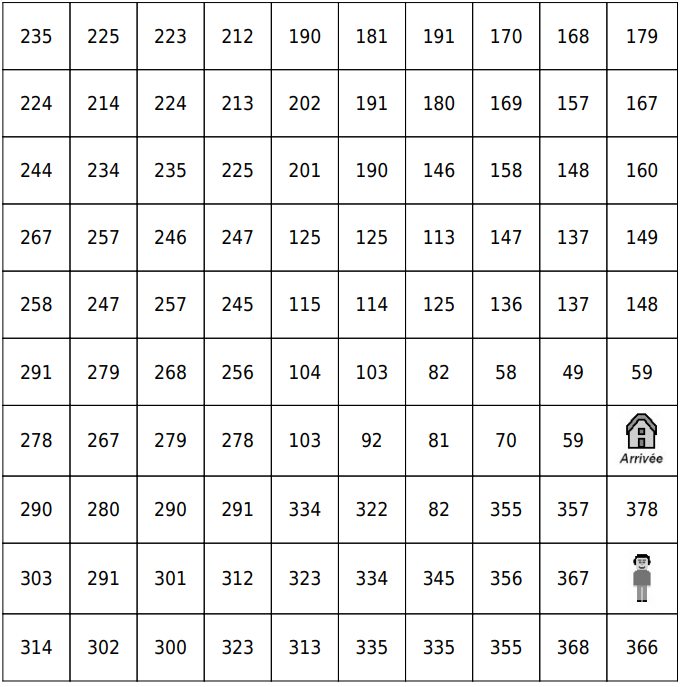 235 225 223 212 190 181 191 170 168 179
224 214 224 213 202 191 180 169 157 167
244 234 235 225 201 190 146 158 148 160
267 257 246 247 125 125 113 147 137 149
258 247 257 245 115 114 125 136 137 148
291 279 268 256 104 103 82 58 49 59
278 267 279 278 103 92 81 70 59 Arrivée
290 280 290 291 334 322 82 355 357 378
303 291 301 312 323 334 345 356 367
314 302 300 323 313 335 335 355 368 366